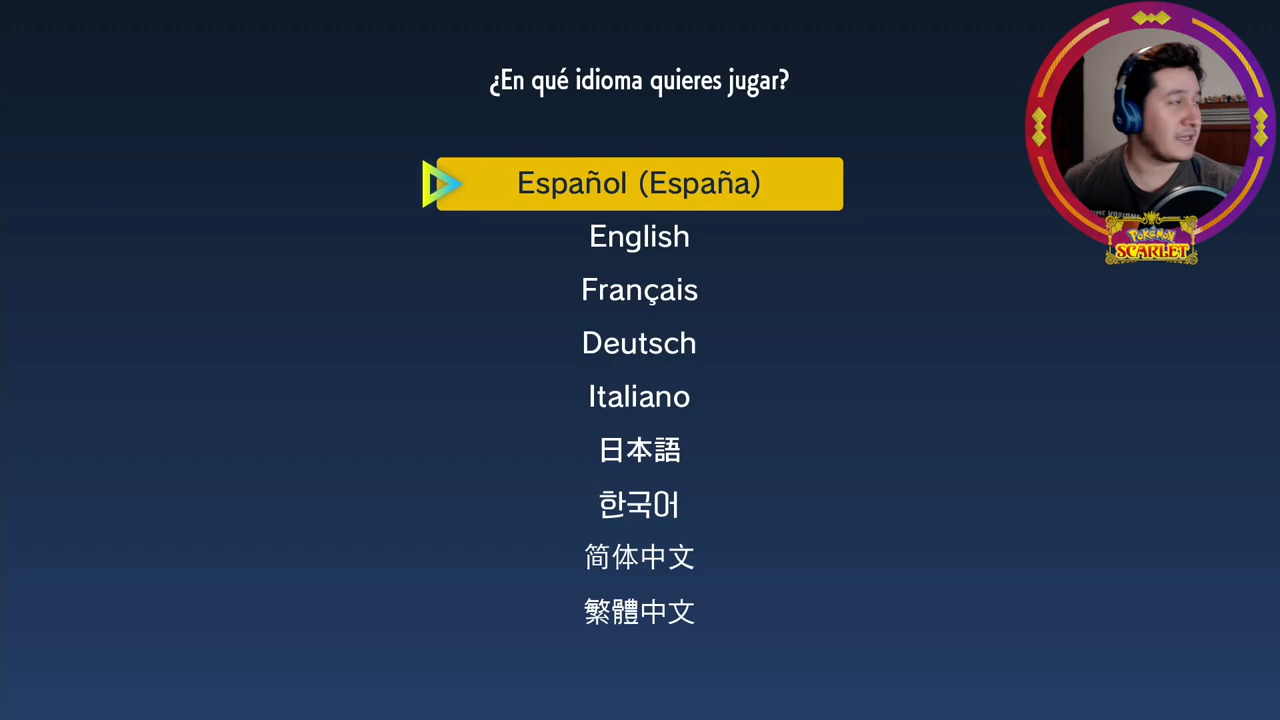 ¿En qué idioma quieres jugar?
Español (España)
English
Français
Deutsch
Italiano
日本語
한국어
简体中文
繁體中文
POKéMON
SCARLET